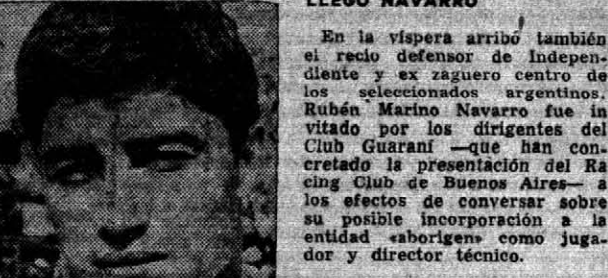 LLEGO NAVARRO
En la víspera arribó también
el recio defensor de Indepen-
diente y ex zaguero centro de
los seleccionados argentinos.
Rubén Marino Navarro fue in
vitado por los dirigentes del
Club Guaraní —que han con-
cretado la presentación del Ra
cing Club de Buenos Aires— a
los efectos de conversar sobre
su posible incorporación a la
entidad «aborigen» como juga-
dor y director técnico.